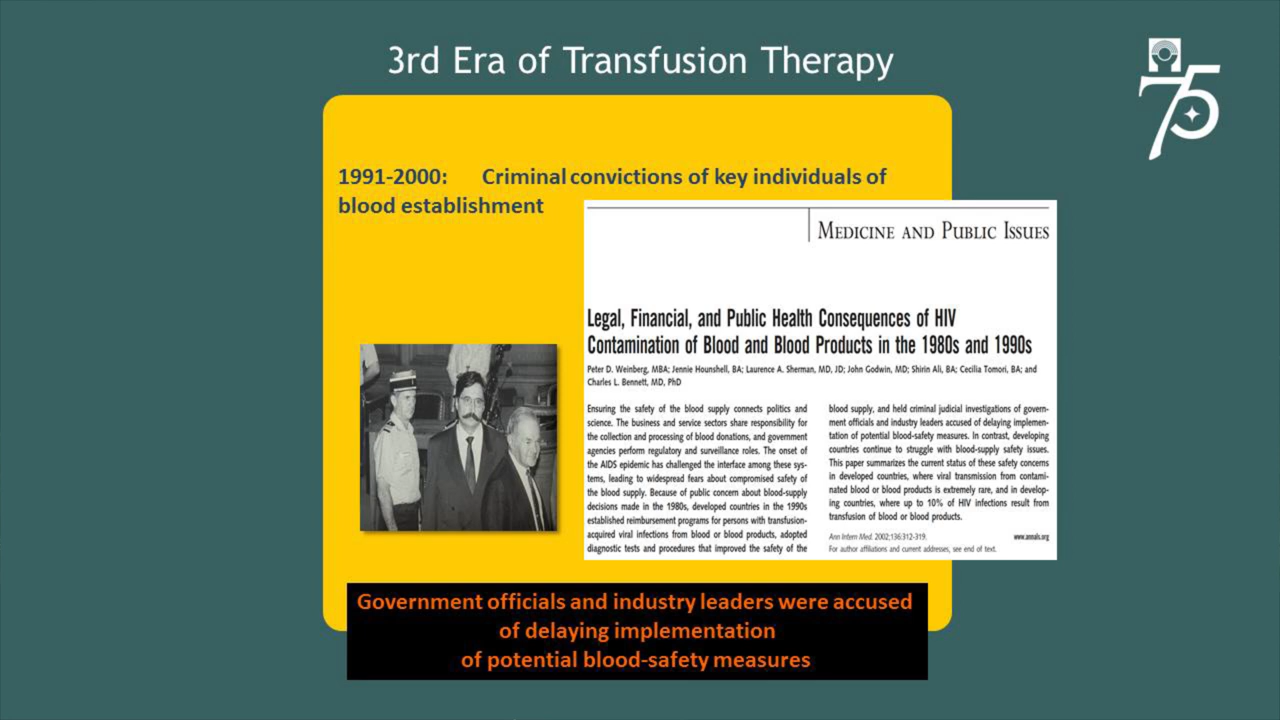 3rd Era of Transfusion Therapy
75
1991-2000: Criminal convictions of key individuals of
blood establishment
MEDICINE AND PUBLIC ISSUES
Legal, Financial, and Public Health Consequences of HIV
Contamination of Blood and Blood Products in the 1980s and 1990s
Peter D. Weinberg, MBA; Jennie Hounshell, BA; Laurence A. Sherman, MD, JD; John Godwin, MD; Shirin Ali, BA; Cecilia Tomori, BA; and
Charles L. Bennett, MD, PhD
Ensuring the safety of the blood supply connects politics and
science. The business and service sectors share responsibility for
the collection and processing of blood donations, and government
agencies perform regulatory and surveillance roles. The onset of
the AIDS epidemic has challenged the interface among these sys-
tems, leading to widespread fears about compromised safety of
the blood supply. Because of public concern about blood-supply
decisions made in the 1980s, developed countries in the 1990s
established reimbursement programs for persons with transfusion-
acquired viral infections from blood or blood products, adopted
diagnostic tests and procedures that improved the safety of the
blood supply, and held criminal judicial investigations of govern-
ment officials and industry leaders accused of delaying implemen-
tation of potential blood-safety measures. In contrast, developing
countries continue to struggle with blood-supply safety issues.
This paper summarizes the current status of these safety concerns
in developed countries, where viral transmission from contami-
nated blood or blood products is extremely rare, and in develop-
ing countries, where up to 10% of HIV infections result from
transfusion of blood or blood products.
Ann Intern Med. 2002;136:312-319.
www.annals.org
For author affiliations and current addresses, see end of text.
Government officials and industry leaders were accused
of delaying implementation
of potential blood-safety measures